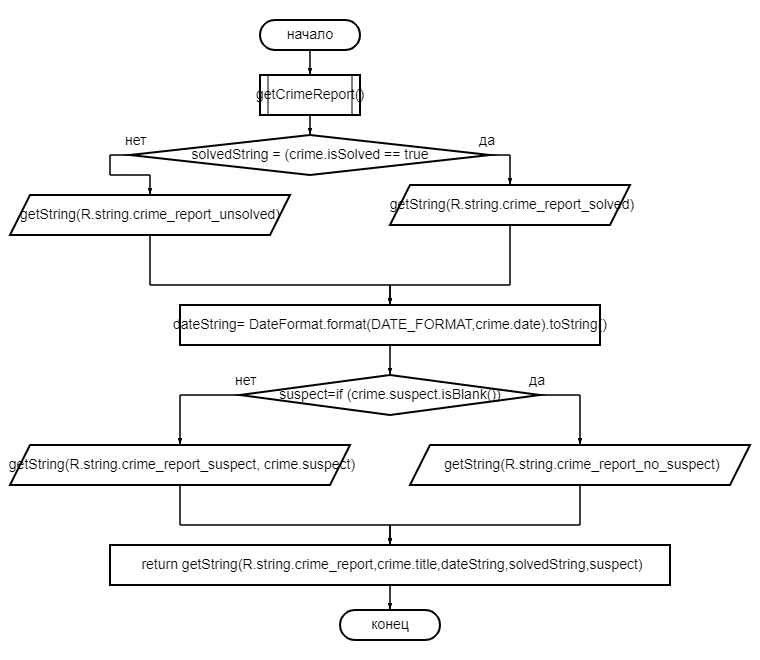 начало
getCrimeReport()
нет
да
solvedString = (crime.isSolved == true
getString(R.string.crime_report_unsolved)
getString(R.string.crime_report_solved)
dateString= DateFormat.format(DATE_FORMAT,crime.date).toString()
нет
да
suspect=if (crime.suspect.isBlank())
getString(R.string.crime_report_suspect, crime.suspect)
getString(R.string.crime_report_no_suspect)
return getString(R.string.crime_report,crime.title,dateString,solvedString,suspect)
конец